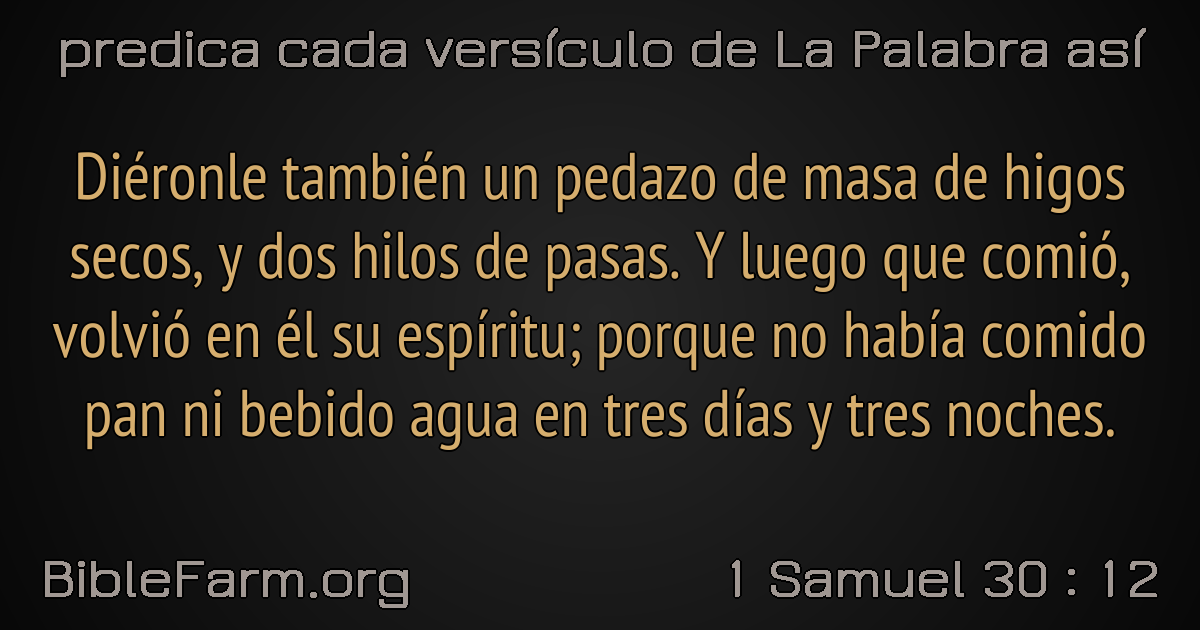 predica cada versículo de La Palabra así
Diéronle también un pedazo de masa de higos
secos, y dos hilos de pasas. Y luego que comió,
volvió en él su espíritu; porque no había comido
pan ni bebido agua en tres días y tres noches.
BibleFarm.org
1 Samuel 30 : 12